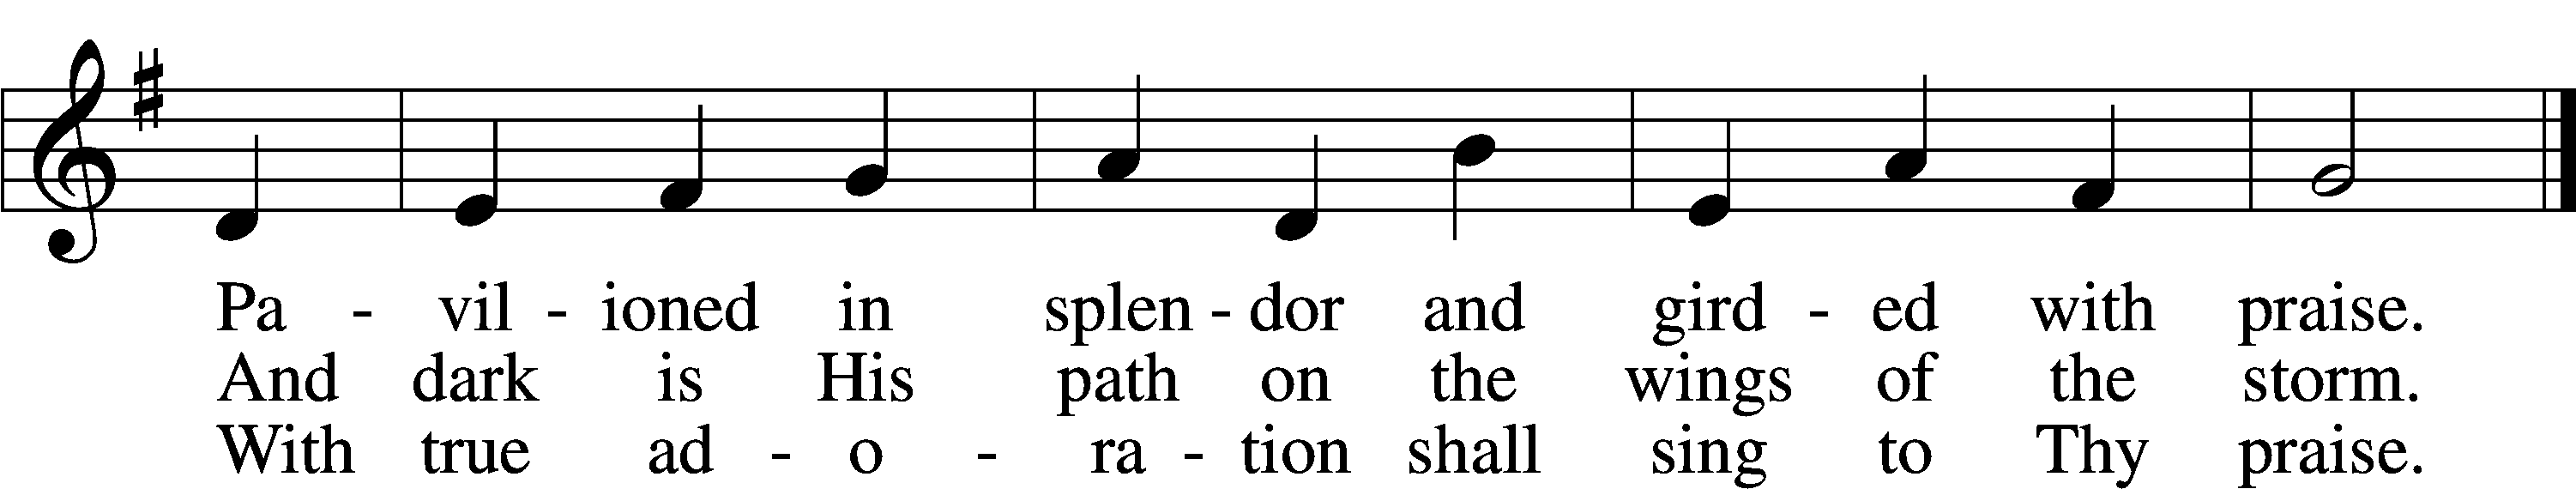 Pa - vil - ioned in splen - dor and gird - ed with praise.
And dark is His path on the wings of the storm.
With true ad - o - ra - tion shall sing to Thy praise.